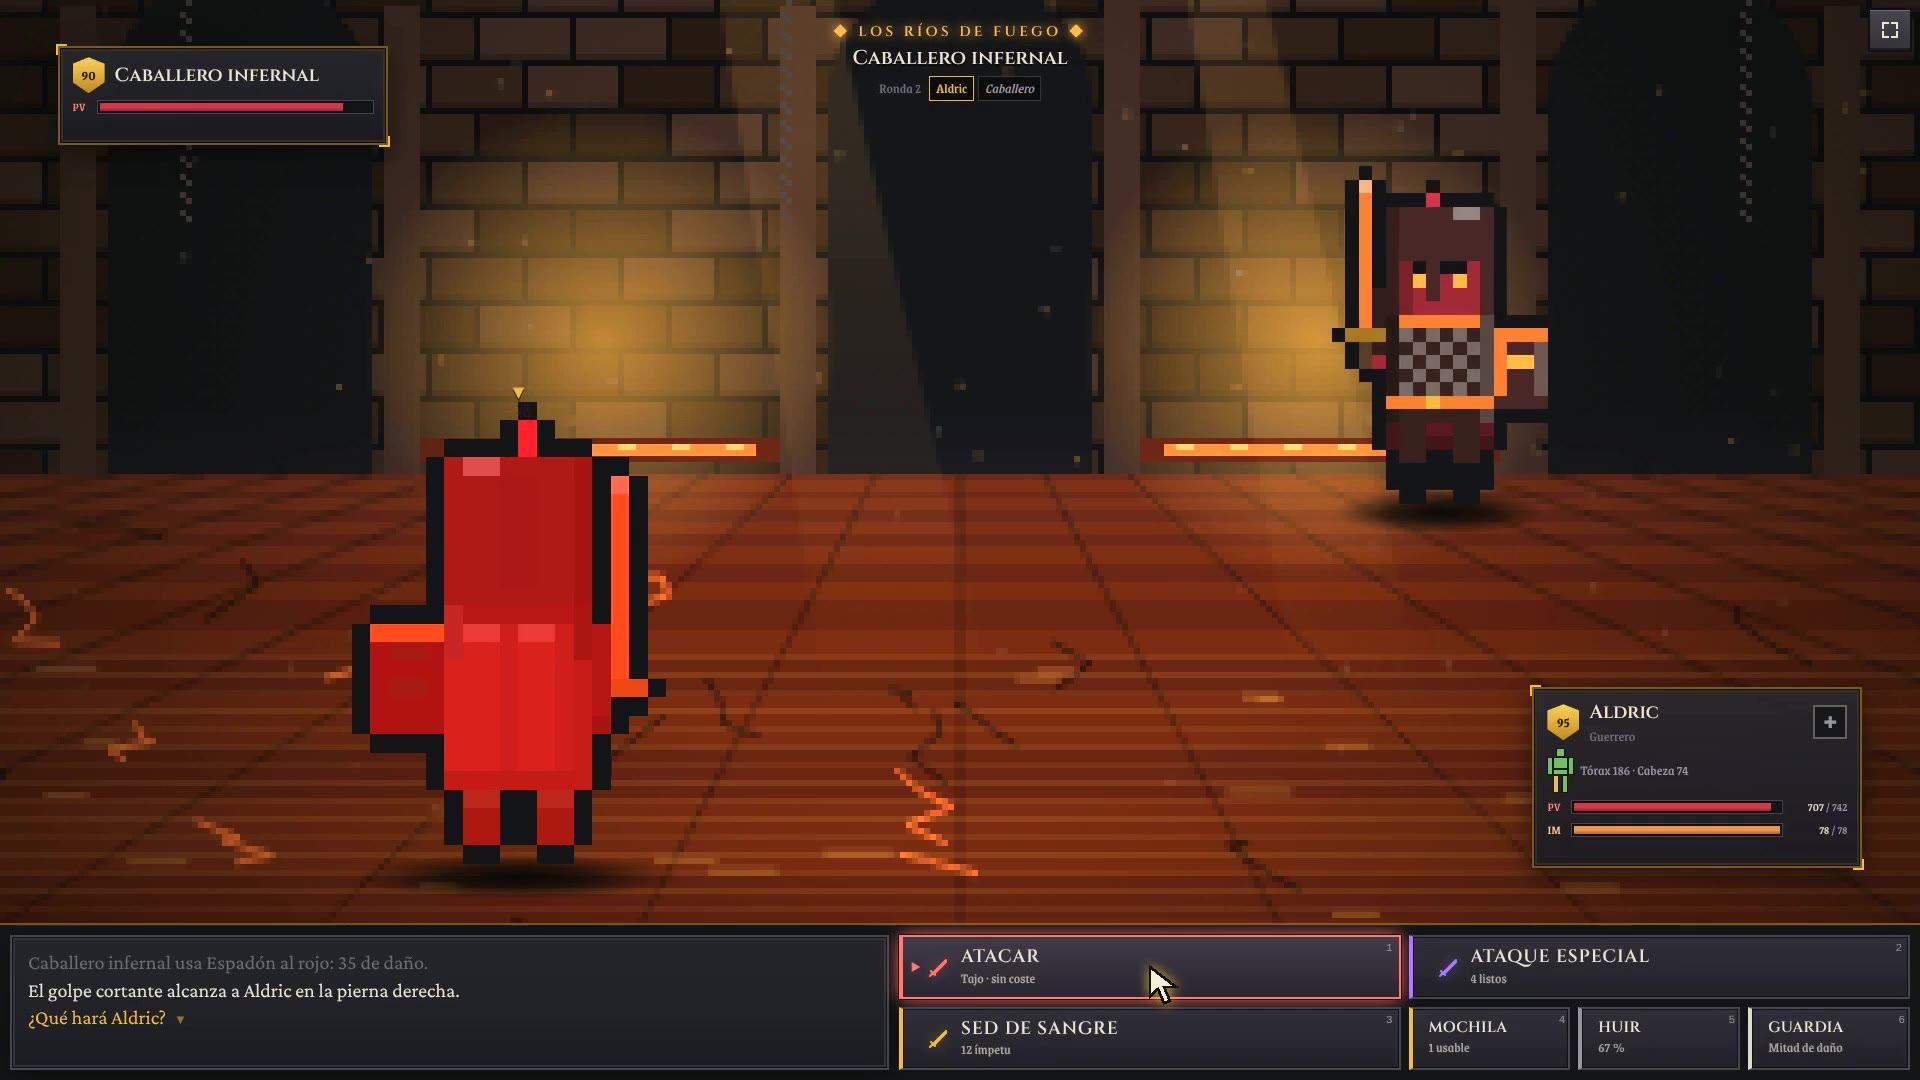 LOS RÍOS DE FUEGO
CABALLERO INFERNAL
Ronda 2 Aldric Caballero
90 CABALLERO INFERNAL
PV
95 ALDRIC
Guerrero
Tórax 186 · Cabeza 74
PV 707 / 742
IM 78 / 78
Caballero infernal usa Espadón al rojo: 35 de daño.
El golpe cortante alcanza a Aldric en la pierna derecha.
¿Qué hará Aldric?
ATACAR 1
Tajo · sin coste
ATAQUE ESPECIAL 2
4 listos
SED DE SANGRE 3
12 ímpetu
MOCHILA 4
1 usable
HUIR 5
67 %
GUARDIA 6
Mitad de daño